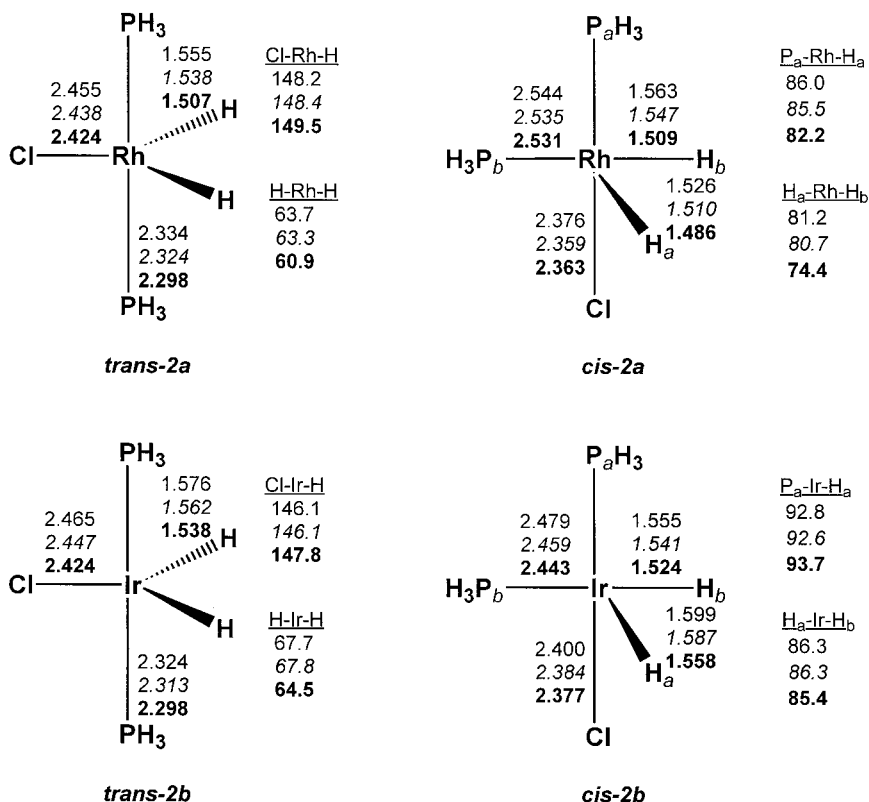 PH3
1.555
1.538
1.507
Cl-Rh-H
148.2
148.4
149.5
2.455
2.438
2.424
H
Cl
Rh
H
H-Rh-H
63.7
63.3
60.9
2.334
2.324
2.298
PH3
trans-2a
PaH3
2.544
2.535
2.531
1.563
1.547
1.509
Pa-Rh-Ha
86.0
85.5
82.2
H3Pb
Rh
Hb
1.526
1.510
1.486
Ha
2.376
2.359
2.363
Ha-Rh-Hb
81.2
80.7
74.4
Cl
cis-2a
PH3
1.576
1.562
1.538
Cl-Ir-H
146.1
146.1
147.8
2.465
2.447
2.424
H
Cl
Ir
H
H-Ir-H
67.7
67.8
64.5
2.324
2.313
2.298
PH3
trans-2b
PaH3
2.479
2.459
2.443
1.555
1.541
1.524
Pa-Ir-Ha
92.8
92.6
93.7
H3Pb
Ir
Hb
1.599
1.587
1.558
Ha
2.400
2.384
2.377
Ha-Ir-Hb
86.3
86.3
85.4
Cl
cis-2b